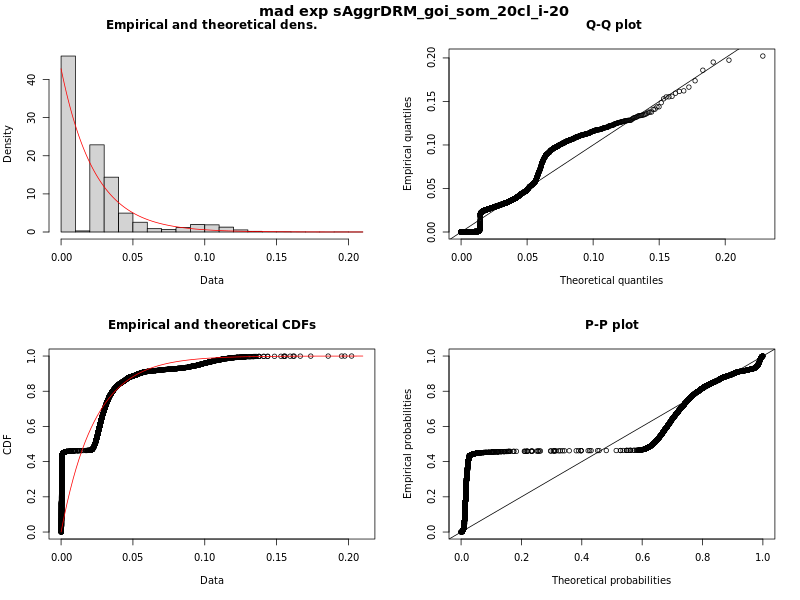 mad exp sAggrDRM_goi_som_20cl_i-20
Empirical and theoretical dens.
Density
0 10 20 30 40
0.00 0.05 0.10 0.15 0.20
Data
Q-Q plot
Empirical quantiles
0.00 0.05 0.10 0.15 0.20
0.00 0.05 0.10 0.15 0.20
Theoretical quantiles
Empirical and theoretical CDFs
CDF
0.0 0.2 0.4 0.6 0.8 1.0
0.00 0.05 0.10 0.15 0.20
Data
P-P plot
Empirical probabilities
0.0 0.2 0.4 0.6 0.8 1.0
0.0 0.2 0.4 0.6 0.8 1.0
Theoretical probabilities